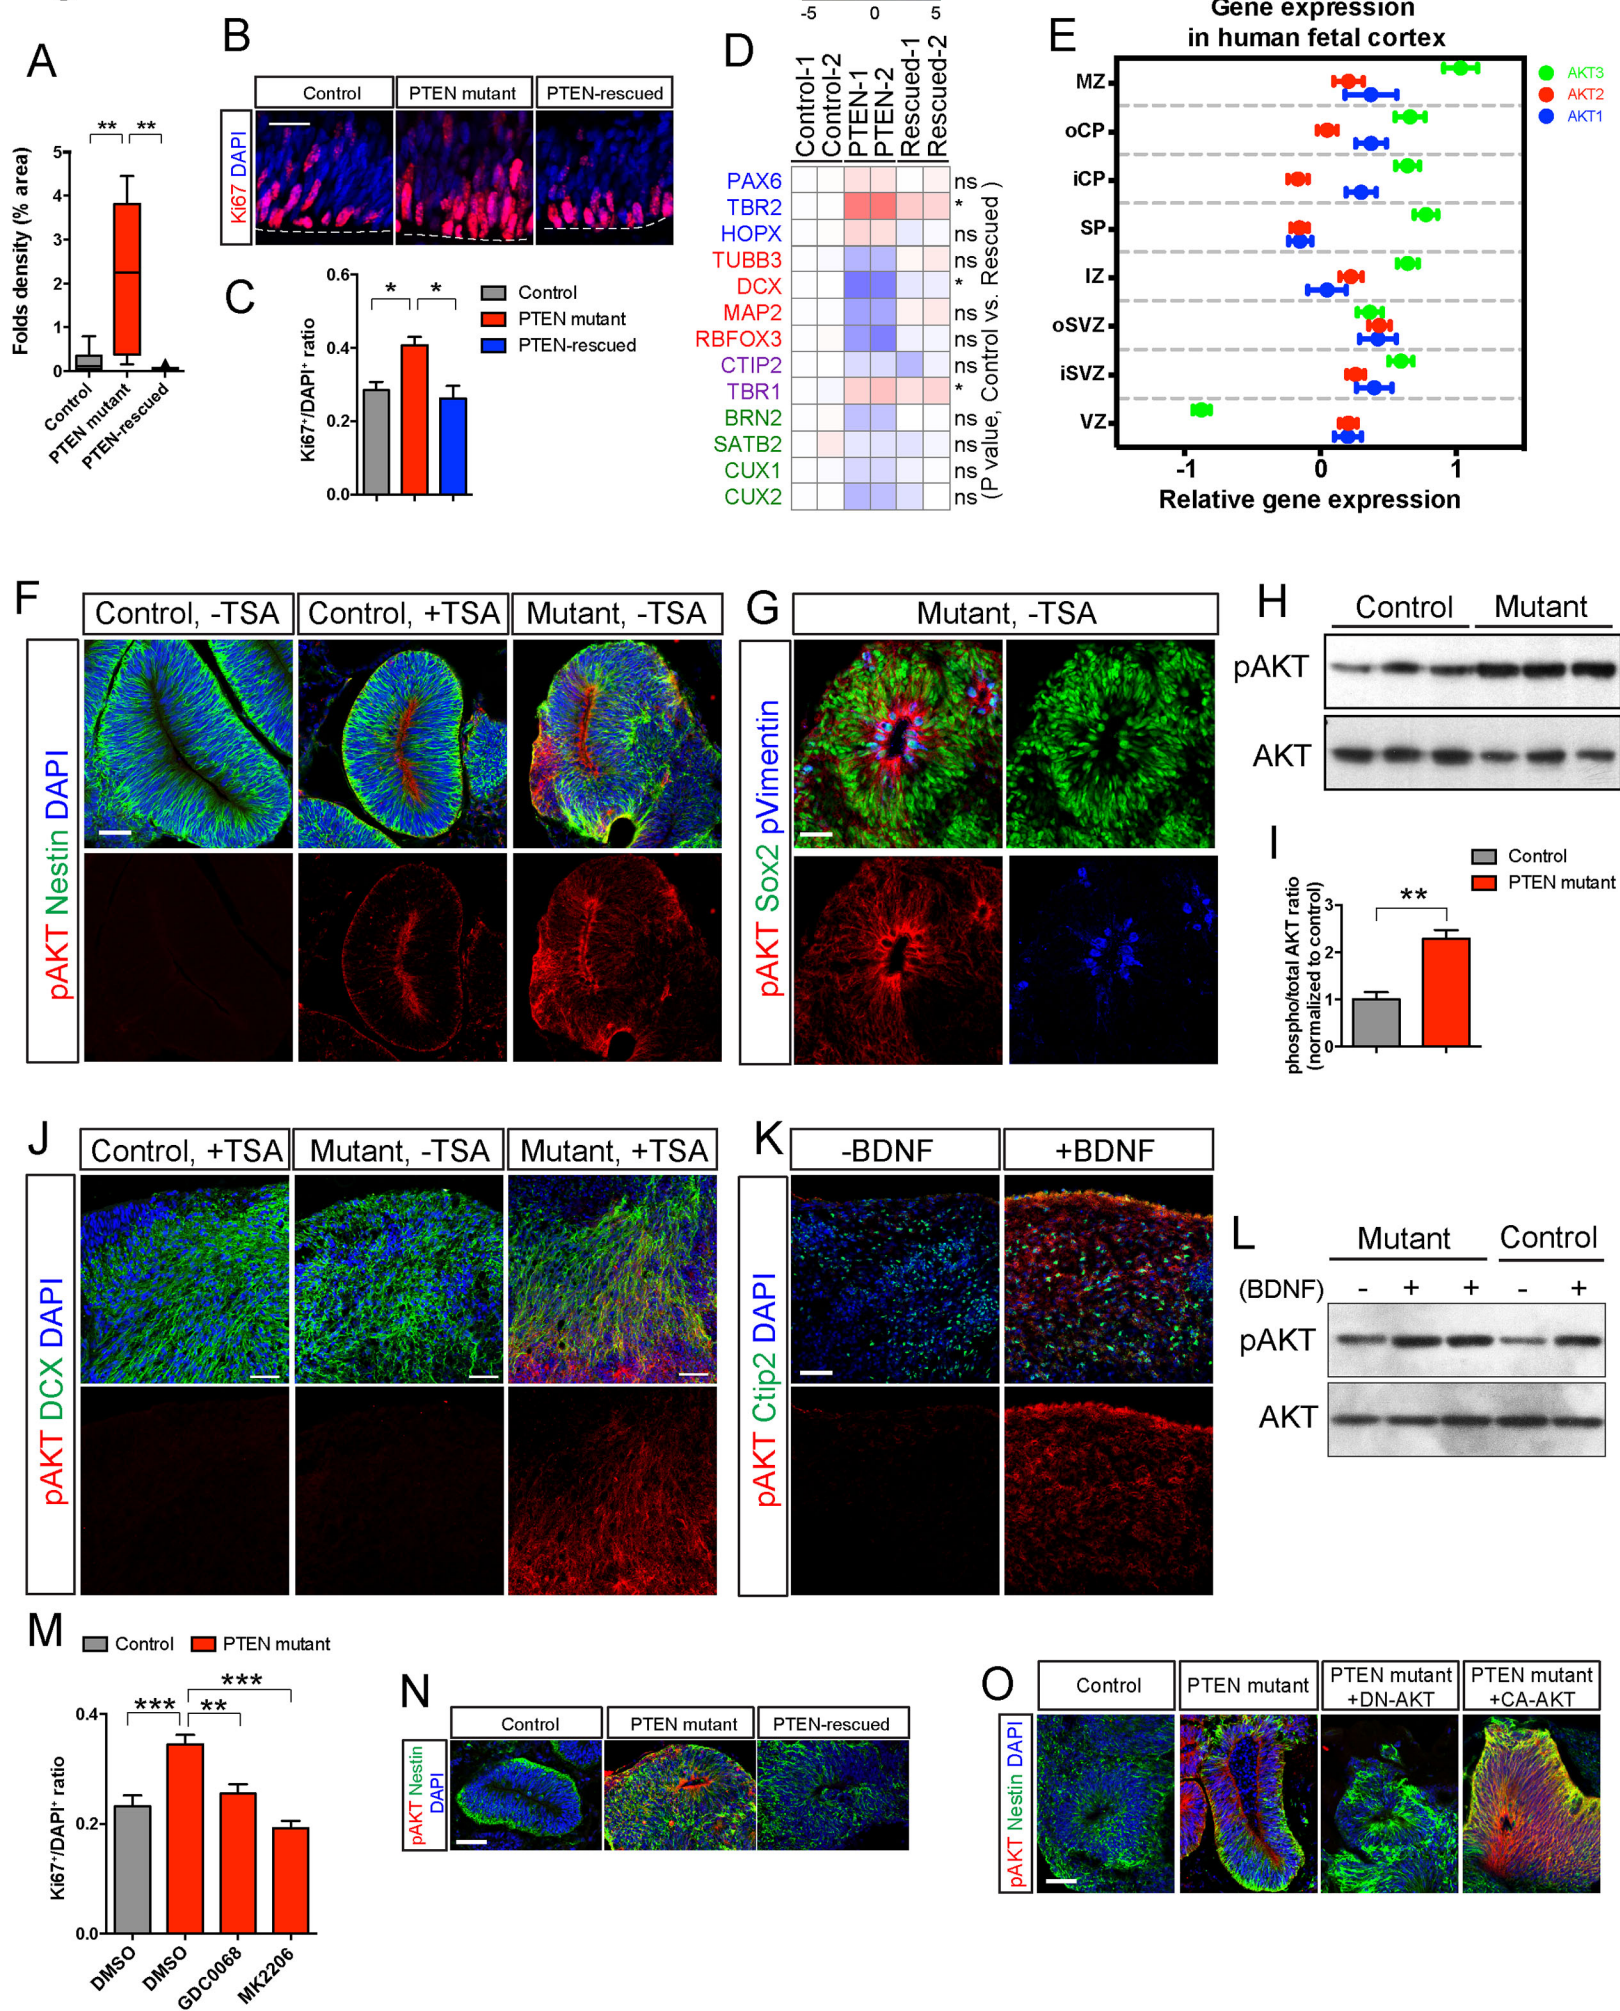 A
** **
Folds density (% area)
5
4
3
2
1
0
Control
PTEN mutant
PTEN-rescued
B
Control
PTEN mutant
PTEN-rescued
Ki67 DAPI
C
Ki67⁺/DAPI⁺ ratio
0.6
0.4
0.2
0.0
* *
Control
PTEN mutant
PTEN-rescued
D
-5 0 5
Control-1
Control-2
PTEN-1
PTEN-2
Rescued-1
Rescued-2
PAX6 ns
TBR2 *
HOPX ns
TUBB3 ns
DCX *
MAP2 ns
RBFOX3 ns
CTIP2 ns
TBR1 *
BRN2 ns
SATB2 ns
CUX1 ns
CUX2 ns
(P value, Control vs. Rescued )
E
Gene expression
in human fetal cortex
AKT3
AKT2
AKT1
MZ
oCP
iCP
SP
IZ
oSVZ
iSVZ
VZ
-1 0 1
Relative gene expression
F
Control, -TSA
Control, +TSA
Mutant, -TSA
pAKT Nestin DAPI
G
Mutant, -TSA
pAKT Sox2 pVimentin
H
Control Mutant
pAKT
AKT
I
Control
PTEN mutant
phospho/total AKT ratio
(normalized to control)
3
2
1
0
**
J
Control, +TSA
Mutant, -TSA
Mutant, +TSA
pAKT DCX DAPI
K
-BDNF
+BDNF
pAKT Ctip2 DAPI
L
Mutant Control
(BDNF) - + + - +
pAKT
AKT
M
Control
PTEN mutant
***
*** **
Ki67⁺/DAPI⁺ ratio
0.4
0.2
0.0
DMSO
DMSO
GDC0068
MK2206
N
Control
PTEN mutant
PTEN-rescued
pAKT Nestin
DAPI
O
Control
PTEN mutant
PTEN mutant
+DN-AKT
PTEN mutant
+CA-AKT
pAKT Nestin DAPI